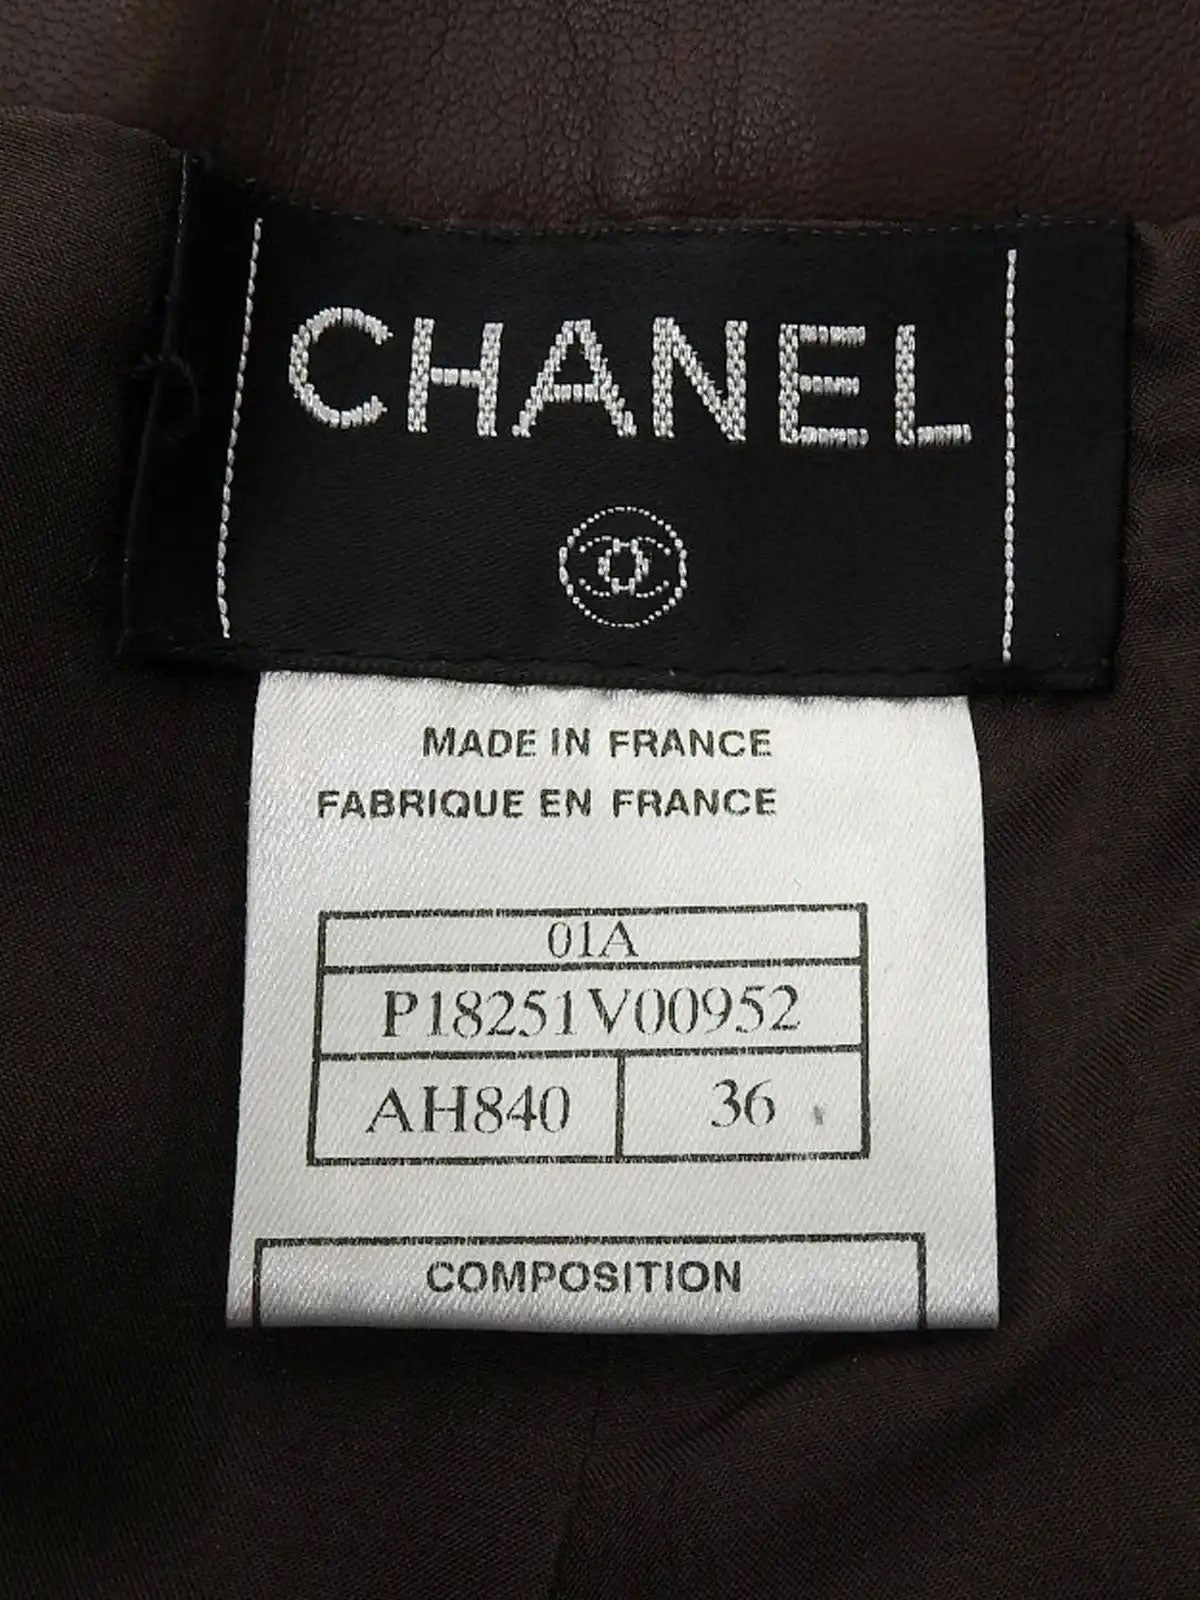 CHANEL
MADE IN FRANCE
FABRIQUE EN FRANCE
01A
P18251V00952
AH840 36
COMPOSITION